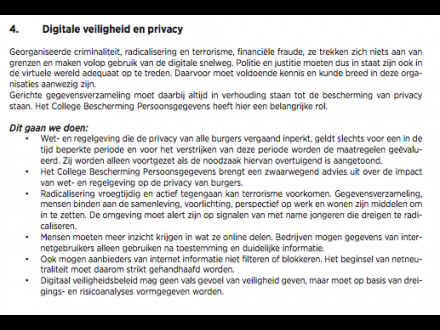 4. Digitale veiligheid en privacy
Georganiseerde criminaliteit, radicalisering en terrorisme, financiële fraude, ze trekken zich niets aan van
grenzen en maken volop gebruik van de digitale snelweg. Politie en justitie moeten dus in staat zijn ook in
de virtuele wereld adequaat op te treden. Daarvoor moet voldoende kennis en kunde breed in deze orga-
nisaties aanwezig zijn.
Gerichte gegevensverzameling moet daarbij altijd in verhouding staan tot de bescherming van privacy
staan. Het College Bescherming Persoonsgegevens heeft hier een belangrijke rol.
Dit gaan we doen:
• Wet- en regelgeving die de privacy van alle burgers vergaand inperkt, geldt slechts voor een in de
tijd beperkte periode en voor het verstrijken van deze periode worden de maatregelen geëvalu-
eerd. Zij worden alleen voortgezet als de noodzaak hiervan overtuigend is aangetoond.
• Het College Bescherming Persoonsgegevens brengt een zwaarwegend advies uit over de impact
van wet- en regelgeving op de privacy van burgers.
• Radicalisering vroegtijdig en actief tegengaan kan terrorisme voorkomen. Gegevensverzameling,
mensen binden aan de samenleving, voorlichting, perspectief op werk en wonen zijn middelen om
in te zetten. De omgeving moet alert zijn op signalen van met name jongeren die dreigen te radi-
caliseren.
• Mensen moeten meer inzicht krijgen in wat ze online delen. Bedrijven mogen gegevens van inter-
netgebruikers alleen gebruiken na toestemming en duidelijke informatie.
• Ook mogen aanbieders van internet informatie niet filteren of blokkeren. Het beginsel van netneu-
traliteit moet daarom strikt gehandhaafd worden.
• Digitaal veiligheidsbeleid mag geen vals gevoel van veiligheid geven, maar moet op basis van drei-
gings- en risicoanalyses vormgegeven worden.